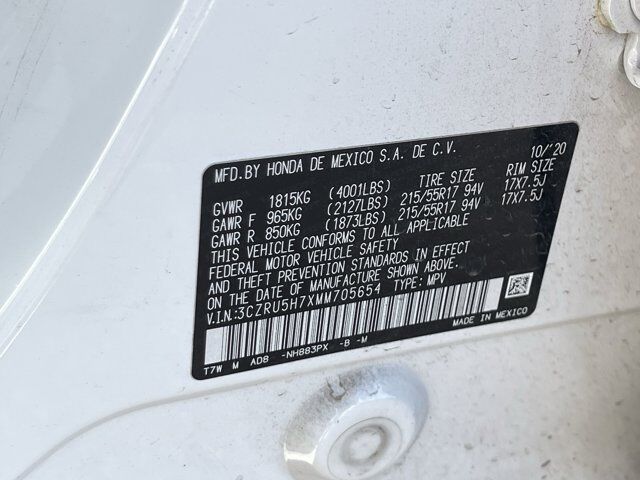 MFD.BY HONDA DE MEXICO S.A. DE C.V. 10/'20
TIRE SIZE RIM SIZE
GVWR 1815KG (4001LBS)
GAWR F 965KG (2127LBS) 215/55R17 94V 17X7.5J
GAWR R 850KG (1873LBS) 215/55R17 94V 17X7.5J
THIS VEHICLE CONFORMS TO ALL APPLICABLE
FEDERAL MOTOR VEHICLE SAFETY
AND THEFT PREVENTION STANDARDS IN EFFECT
ON THE DATE OF MANUFACTURE SHOWN ABOVE.
V.I.N.:3CZRU5H7XMM705654 TYPE: MPV
T7W M AD8 -NH883PX -B -M MADE IN MEXICO